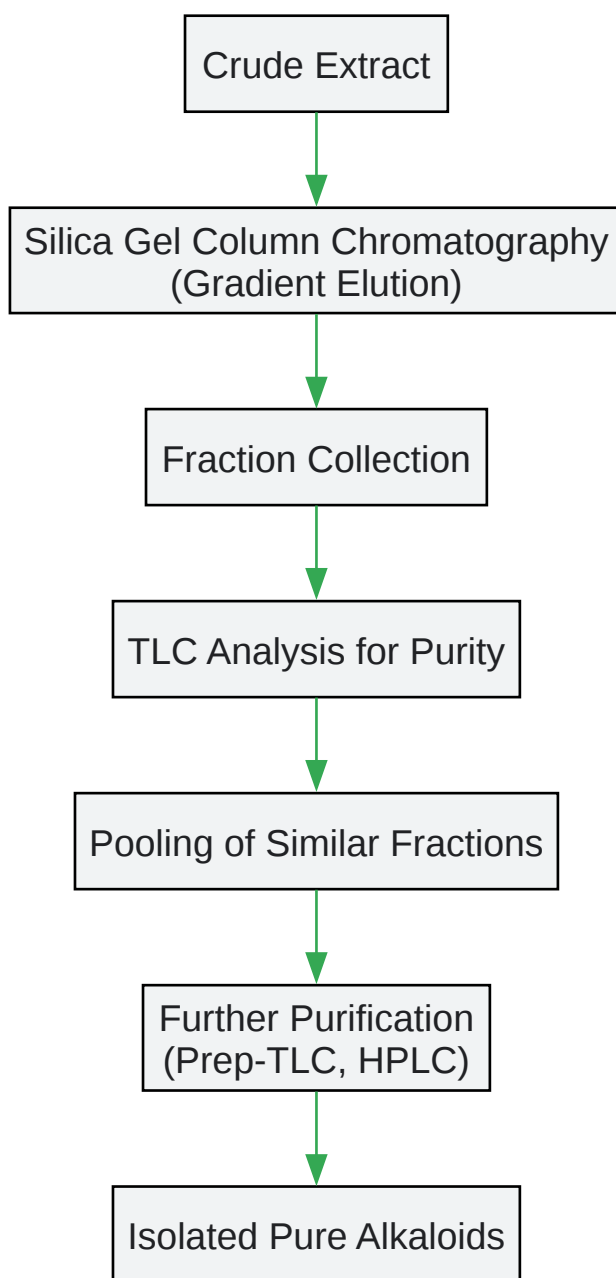 Crude Extract
Silica Gel Column Chromatography
(Gradient Elution)
Fraction Collection
TLC Analysis for Purity
Pooling of Similar Fractions
Further Purification
(Prep-TLC, HPLC)
Isolated Pure Alkaloids